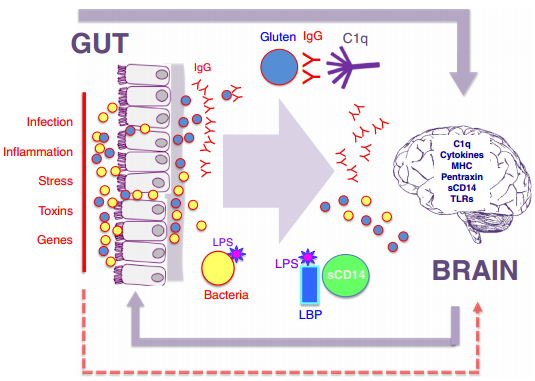 GUT
Gluten
IgG
C1q
IgG
Infection
Inflammation
Stress
Toxins
Genes
C1q
Cytokines
MHC
Pentraxin
sCD14
TLRs
LPS
Bacteria
LPS
sCD14
LBP
BRAIN